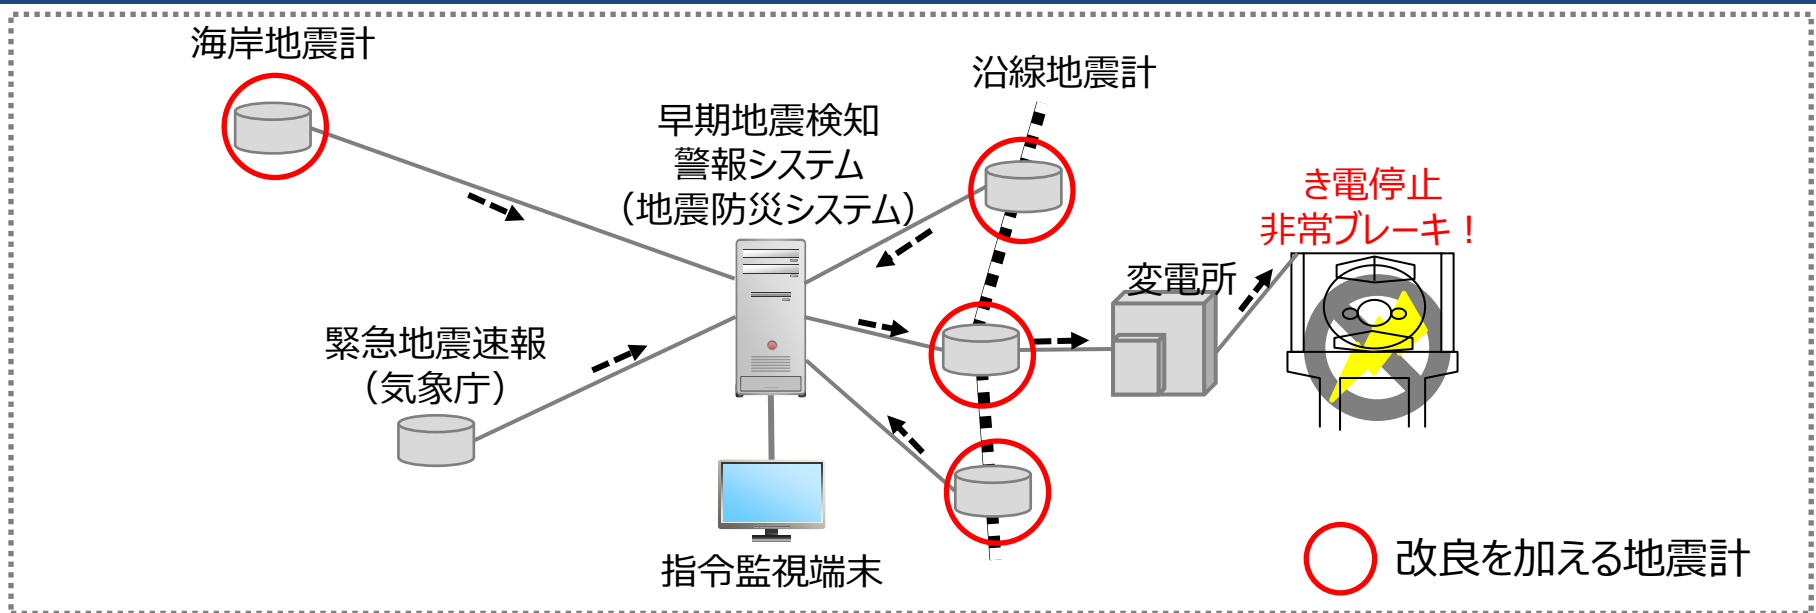 海岸地震計
沿線地震計
早期地震検知
警報システム
（地震防災システム）
き電停止
非常ブレーキ！
変電所
緊急地震速報
（気象庁）
指令監視端末
改良を加える地震計